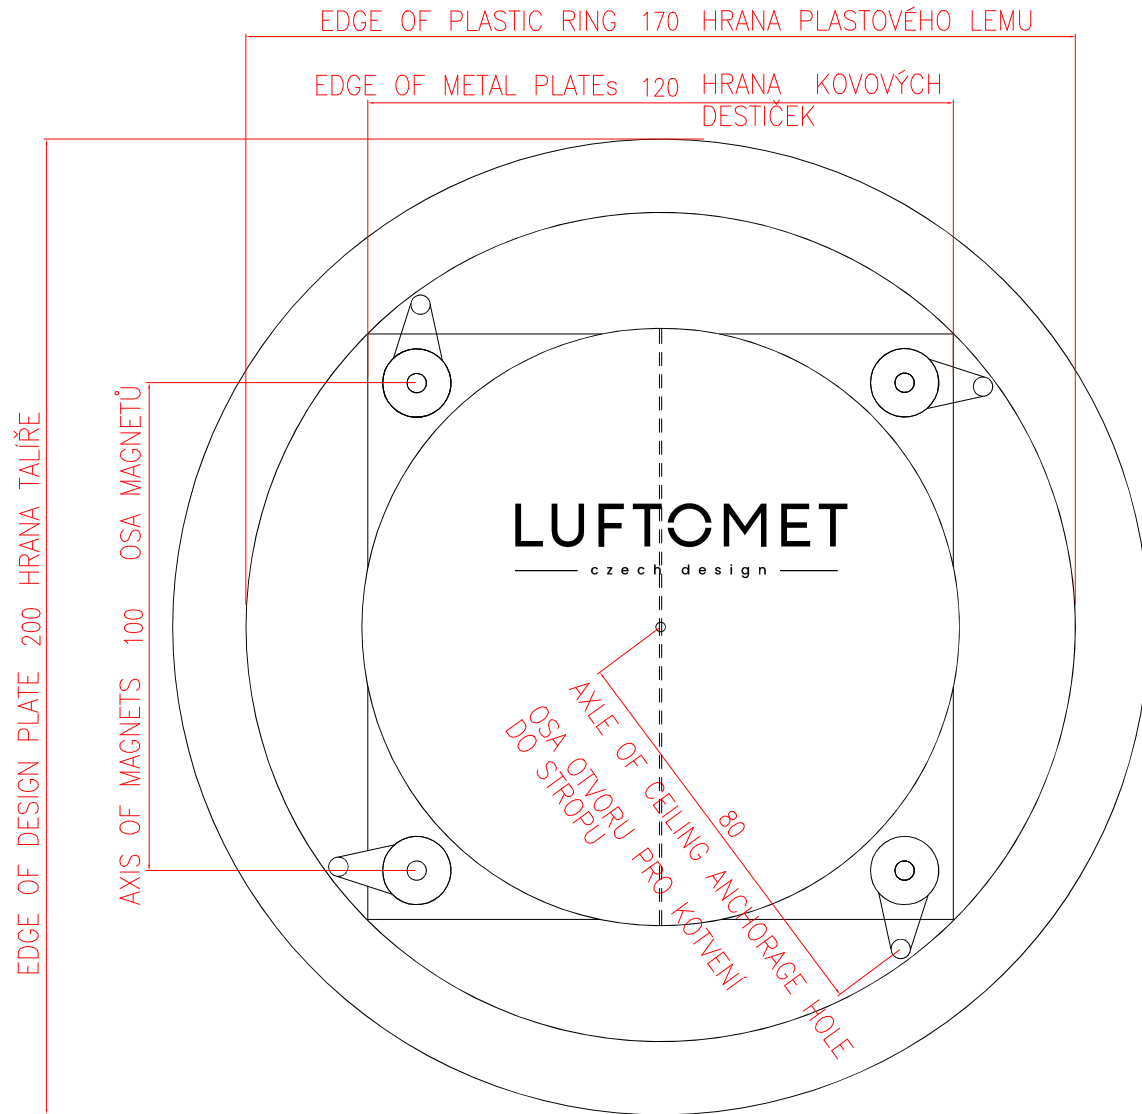 EDGE OF PLASTIC RING 170 HRANA PLASTOVÉHO LEMU
EDGE OF METAL PLATEs 120 HRANA KOVOVÝCH
DESTIČEK
EDGE OF DESIGN PLATE 200 HRANA TALÍŘE
AXIS OF MAGNETS 100 OSA MAGNETŮ
LUFTOMET
czech design
80
AXLE OF CEILING ANCHORAGE HOLE
OSA OTVORU PRO KOTVENÍ
DO STROPU